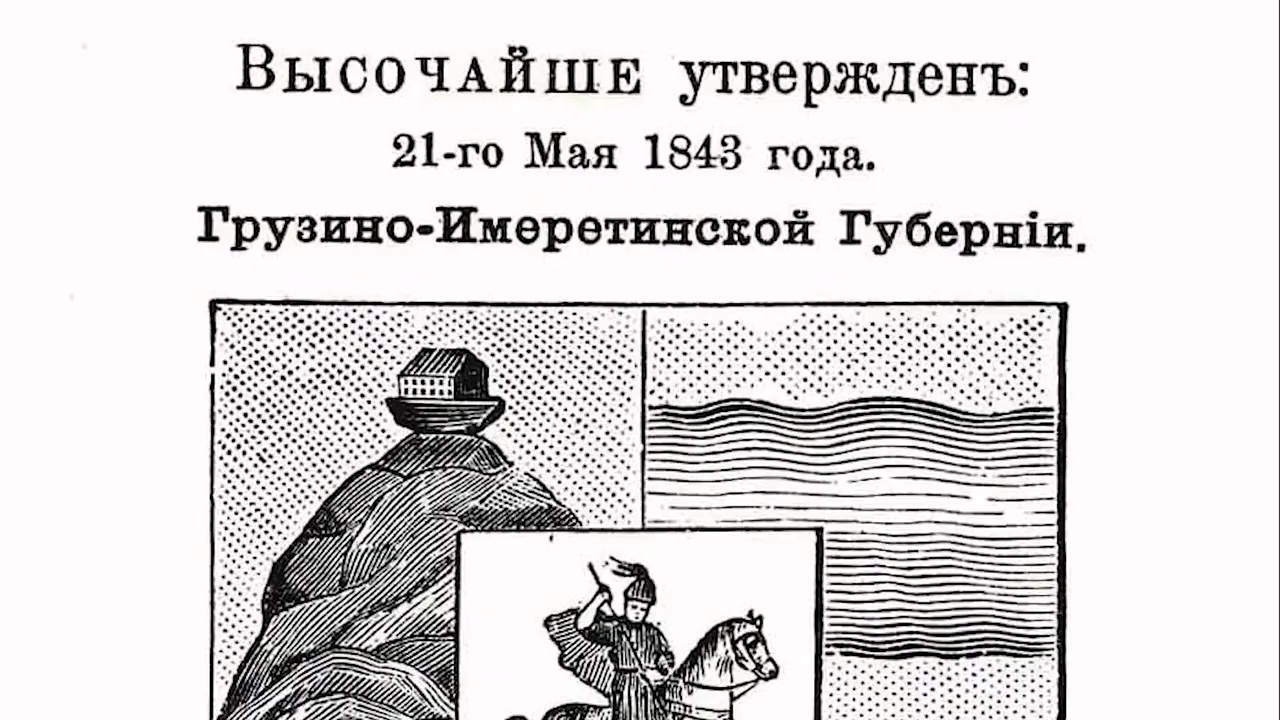 Высочайше утвержденъ:
21-го Мая 1843 года.
Грузино-Имеретинской Губерніи.